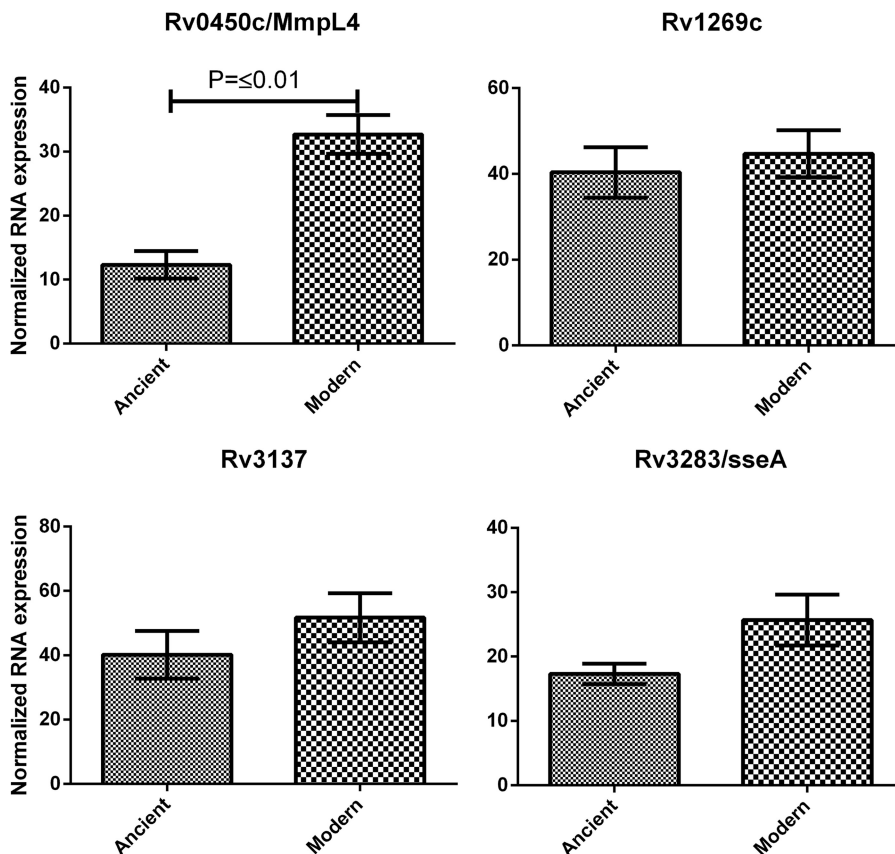 Rv0450c/MmpL4
Normalized RNA expression
40
30
20
10
0
P=≤0.01
Ancient
Modern
Rv1269c
60
40
20
0
Ancient
Modern
Rv3137
Normalized RNA expression
80
60
40
20
0
Ancient
Modern
Rv3283/sseA
40
30
20
10
0
Ancient
Modern